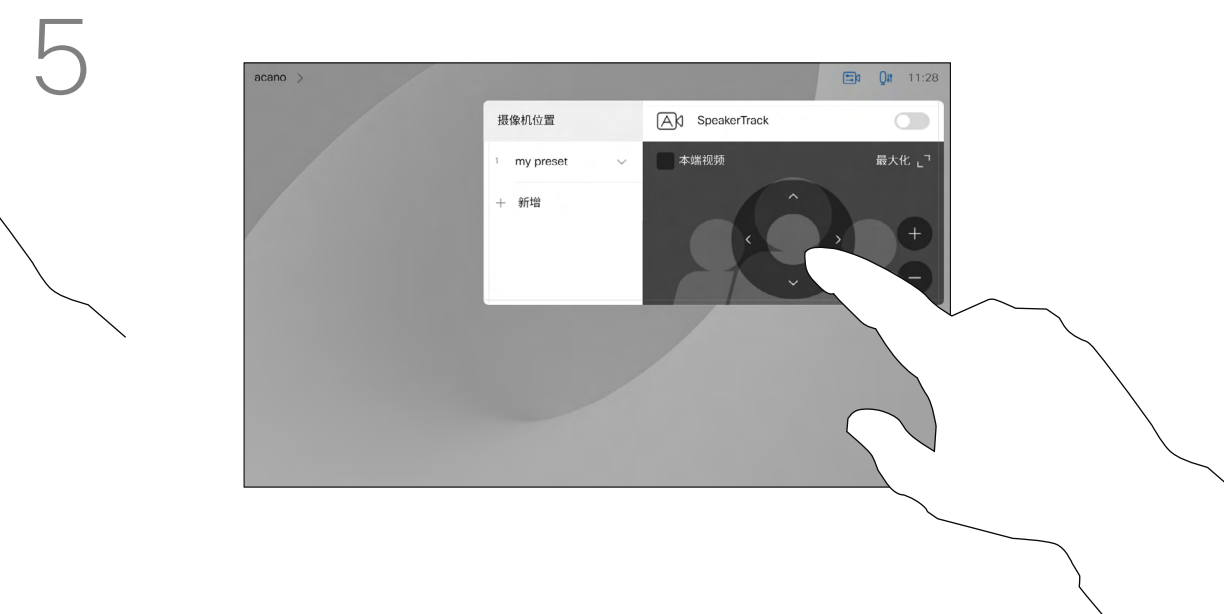 5
acano >
11:28
摄像机位置
SpeakerTrack
1 my preset
本端视频
最大化
+ 新增